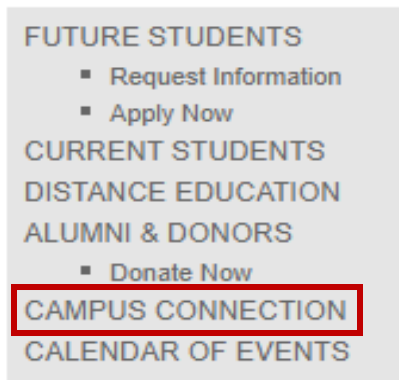 FUTURE STUDENTS
▪ Request Information
▪ Apply Now
CURRENT STUDENTS
DISTANCE EDUCATION
ALUMNI & DONORS
▪ Donate Now
CAMPUS CONNECTION
CALENDAR OF EVENTS